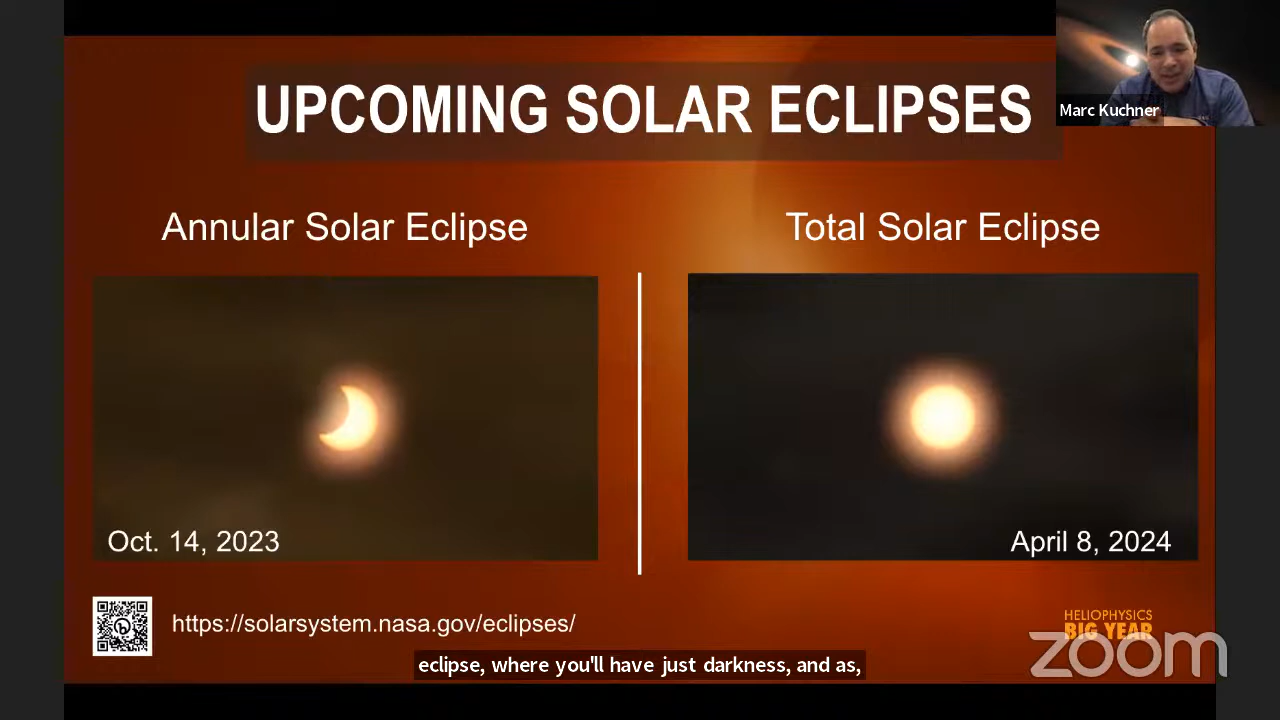 UPCOMING SOLAR ECLIPSES
Marc Kuchner
Annular Solar Eclipse
Total Solar Eclipse
Oct. 14, 2023
April 8, 2024
https://solarsystem.nasa.gov/eclipses/
HELIOPHYSICS
BIG YEAR
zoom
eclipse, where you'll have just darkness, and as,